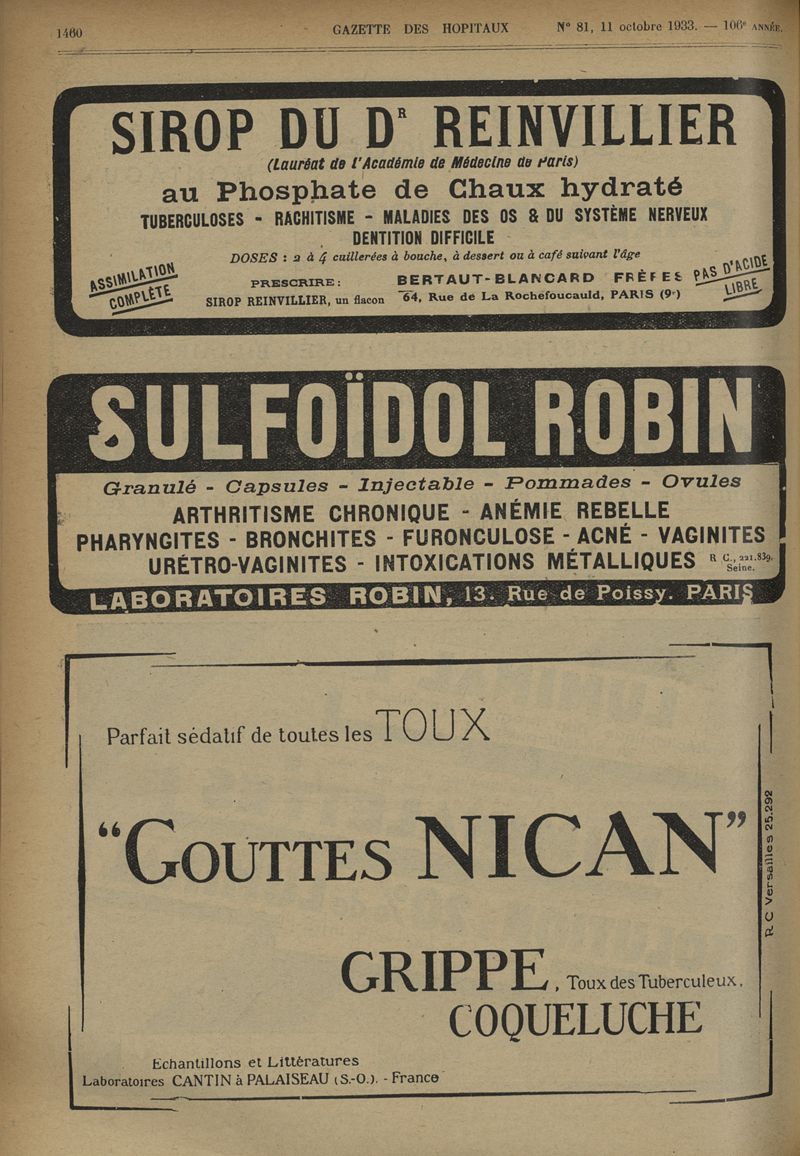 1460 GAZETTE DES HOPITAUX N° 81, 11 octobre 1933. — 106e ANNÉE.
SIROP DU DR REINVILLIER
(Lauréat de l'Académie de Médecine de Paris)
au Phosphate de Chaux hydraté
TUBERCULOSES - RACHITISME - MALADIES DES OS & DU SYSTÈME NERVEUX
DENTITION DIFFICILE
DOSES : 2 à 4 cuillerées à bouche, à dessert ou à café suivant l'âge
ASSIMILATION
COMPLÈTE
PRESCRIRE :
SIROP REINVILLIER, un flacon
BERTAUT-BLANCARD FRÈRES
64, Rue de La Rochefoucauld, PARIS (9e)
PAS D'ACIDE
LIBRE
SULFOÏDOL ROBIN
Granulé - Capsules - Injectable - Pommades - Ovules
ARTHRITISME CHRONIQUE - ANÉMIE REBELLE
PHARYNGITES - BRONCHITES - FURONCULOSE - ACNÉ - VAGINITES
URÉTRO-VAGINITES - INTOXICATIONS MÉTALLIQUES R C., 221.839.
Seine.
LABORATOIRES ROBIN, 13. Rue de Poissy. PARIS
Parfait sédatif de toutes les TOUX
"GOUTTES NICAN"
GRIPPE, Toux des Tuberculeux,
COQUELUCHE
Echantillons et Littératures
Laboratoires CANTIN à PALAISEAU (S.-O.). - France
R C Versailles 25.292